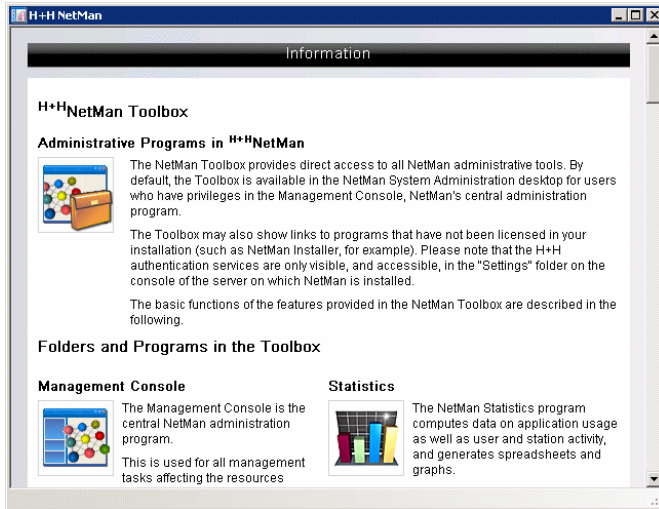 H+H NetMan
Information
H+HNetMan Toolbox
Administrative Programs in H+HNetMan
The NetMan Toolbox provides direct access to all NetMan administrative tools. By
default, the Toolbox is available in the NetMan System Administration desktop for users
who have privileges in the Management Console, NetMan's central administration
program.
The Toolbox may also show links to programs that have not been licensed in your
installation (such as NetMan Installer, for example). Please note that the H+H
authentication services are only visible, and accessible, in the "Settings" folder on the
console of the server on which NetMan is installed.
The basic functions of the features provided in the NetMan Toolbox are described in the
following.
Folders and Programs in the Toolbox
Management Console
The Management Console is the
central NetMan administration
program.
This is used for all management
tasks affecting the resources
Statistics
The NetMan Statistics program
computes data on application usage
as well as user and station activity,
and generates spreadsheets and
graphs.